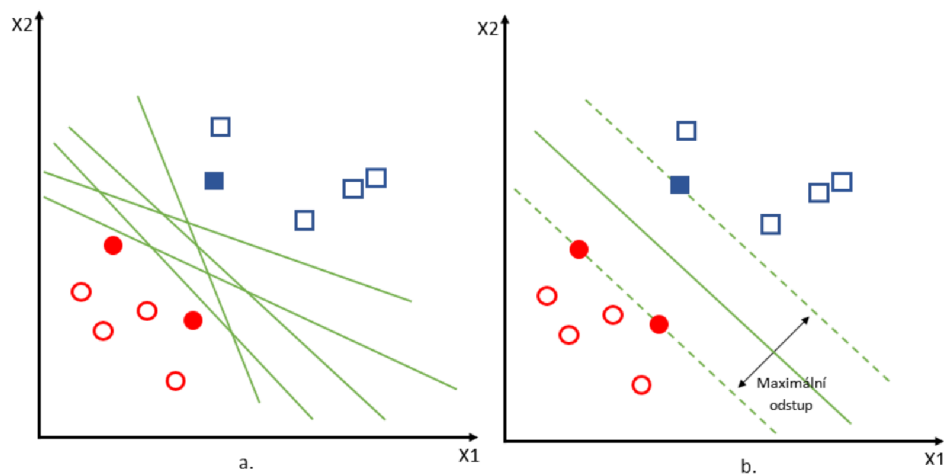 X2
X1
a.
X2
Maximální
odstup
X1
b.